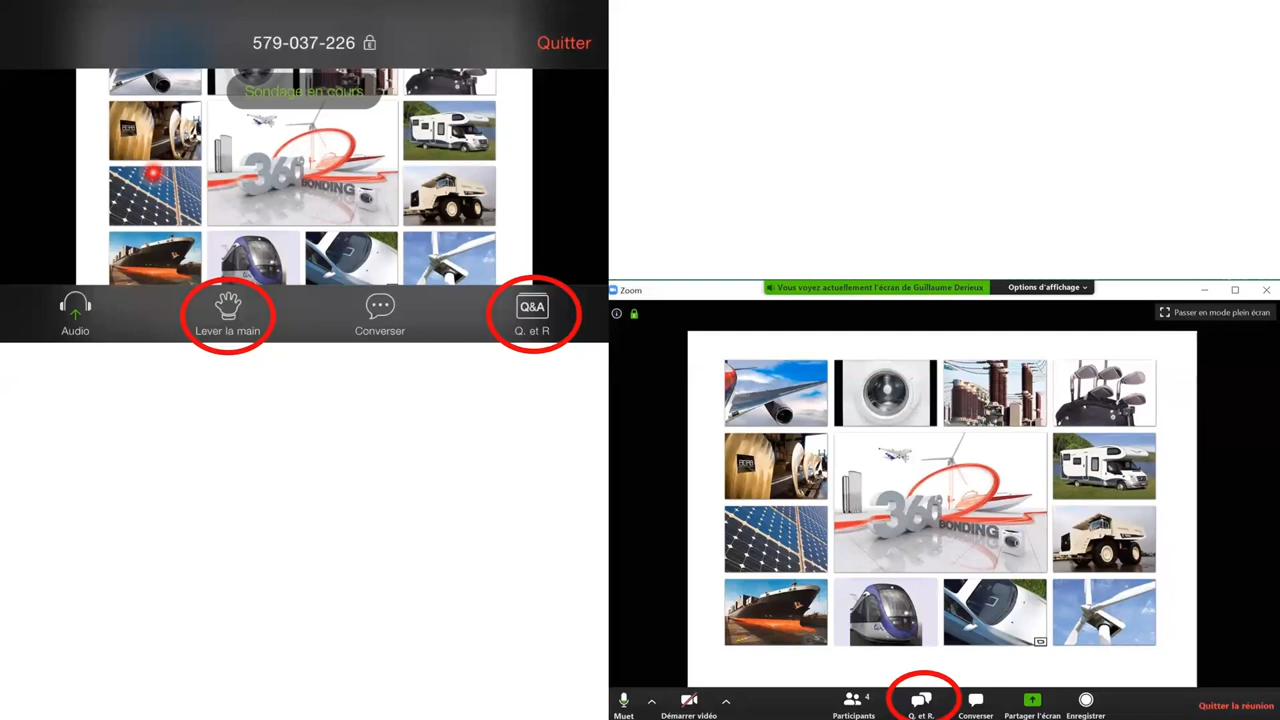 579-037-226
Quitter
Sondage en cours
360°
BONDING
Audio
Lever la main
Converser
Q&A
Q. et R
Zoom
Vous voyez actuellement l'écran de Guillaume Derieux
Options d'affichage
Passer en mode plein écran
360°
BONDING
Muet
Démarrer vidéo
Participants
4
Q. et R.
Converser
Partager l'écran
Enregistrer
Quitter la réunion